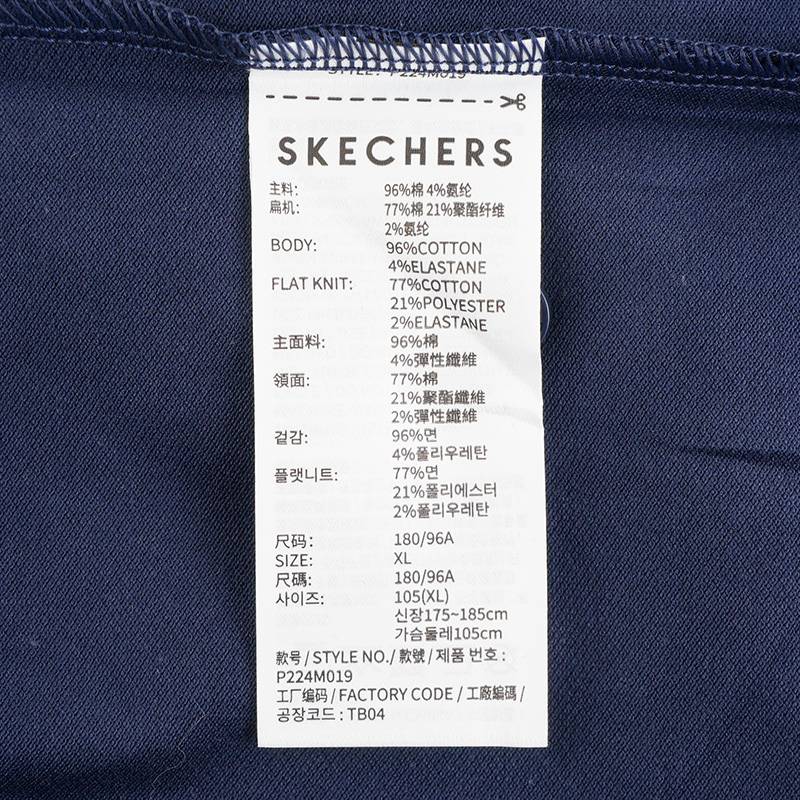 STYLE: P224M019
SKECHERS
主料: 96%棉 4%氨纶
扁机: 77%棉 21%聚酯纤维
2%氨纶
BODY: 96%COTTON
4%ELASTANE
FLAT KNIT: 77%COTTON
21%POLYESTER
2%ELASTANE
主面料: 96%棉
4%彈性纖維
領面: 77%棉
21%聚酯纖維
2%彈性纖維
겉감: 96%면
4%폴리우레탄
플랫니트: 77%면
21%폴리에스터
2%폴리우레탄
尺码: 180/96A
SIZE: XL
尺碼: 180/96A
사이즈: 105(XL)
신장175~185cm
가슴둘레105cm
款号 / STYLE NO./ 款號 / 제품 번호 :
P224M019
工厂编码 / FACTORY CODE / 工廠編碼 /
공장코드 : TB04